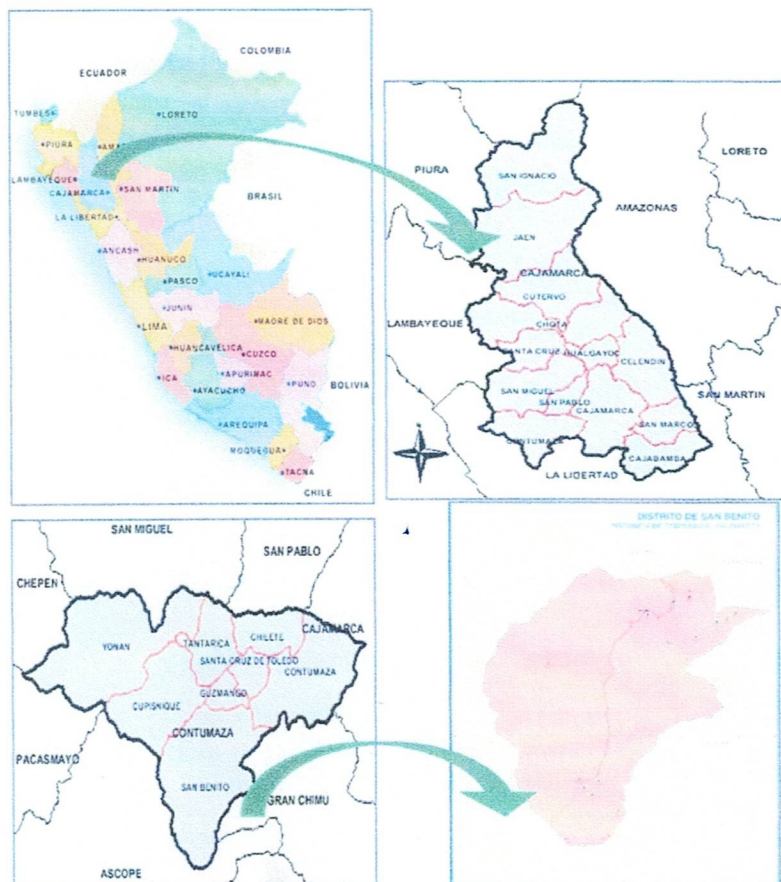 COLOMBIA
ECUADOR
TUMBES
LORETO
PIURA
AMA
LAMBAYEQUE
CAJAMARCA
SAN MARTIN
BRASIL
LA LIBERTAD
ANCASH
HUANUCO
PASCO
UCAYALI
JUNIN
LIMA
MADRE DE DIOS
HUANCAVELICA
CUZCO
ICA
APURIMAC
PUNO
AYACUCHO
BOLIVIA
AREQUIPA
MOQUEGUA
TACNA
CHILE
LORETO
PIURA
SAN IGNACIO
AMAZONAS
JAEN
CAJAMARCA
CUTERVO
LAMBAYEQUE
CHOTA
SANTA CRUZ
HUALGAYOC
CELENDIN
SAN MIGUEL
SAN PABLO
SAN MARTIN
CAJAMARCA
SAN MARCOS
CONTUMAZA
CAJABAMBA
LA LIBERTAD
SAN MIGUEL
SAN PABLO
CHEPEN
CAJAMARCA
YONAN
TANTARICA
CHILETE
SANTA CRUZ DE TOLEDO
CONTUMAZA
GUZMANGO
CUPISNIQUE
CONTUMAZA
PACASMAYO
SAN BENITO
GRAN CHIMU
ASCOPE
DISTRITO DE SAN BENITO